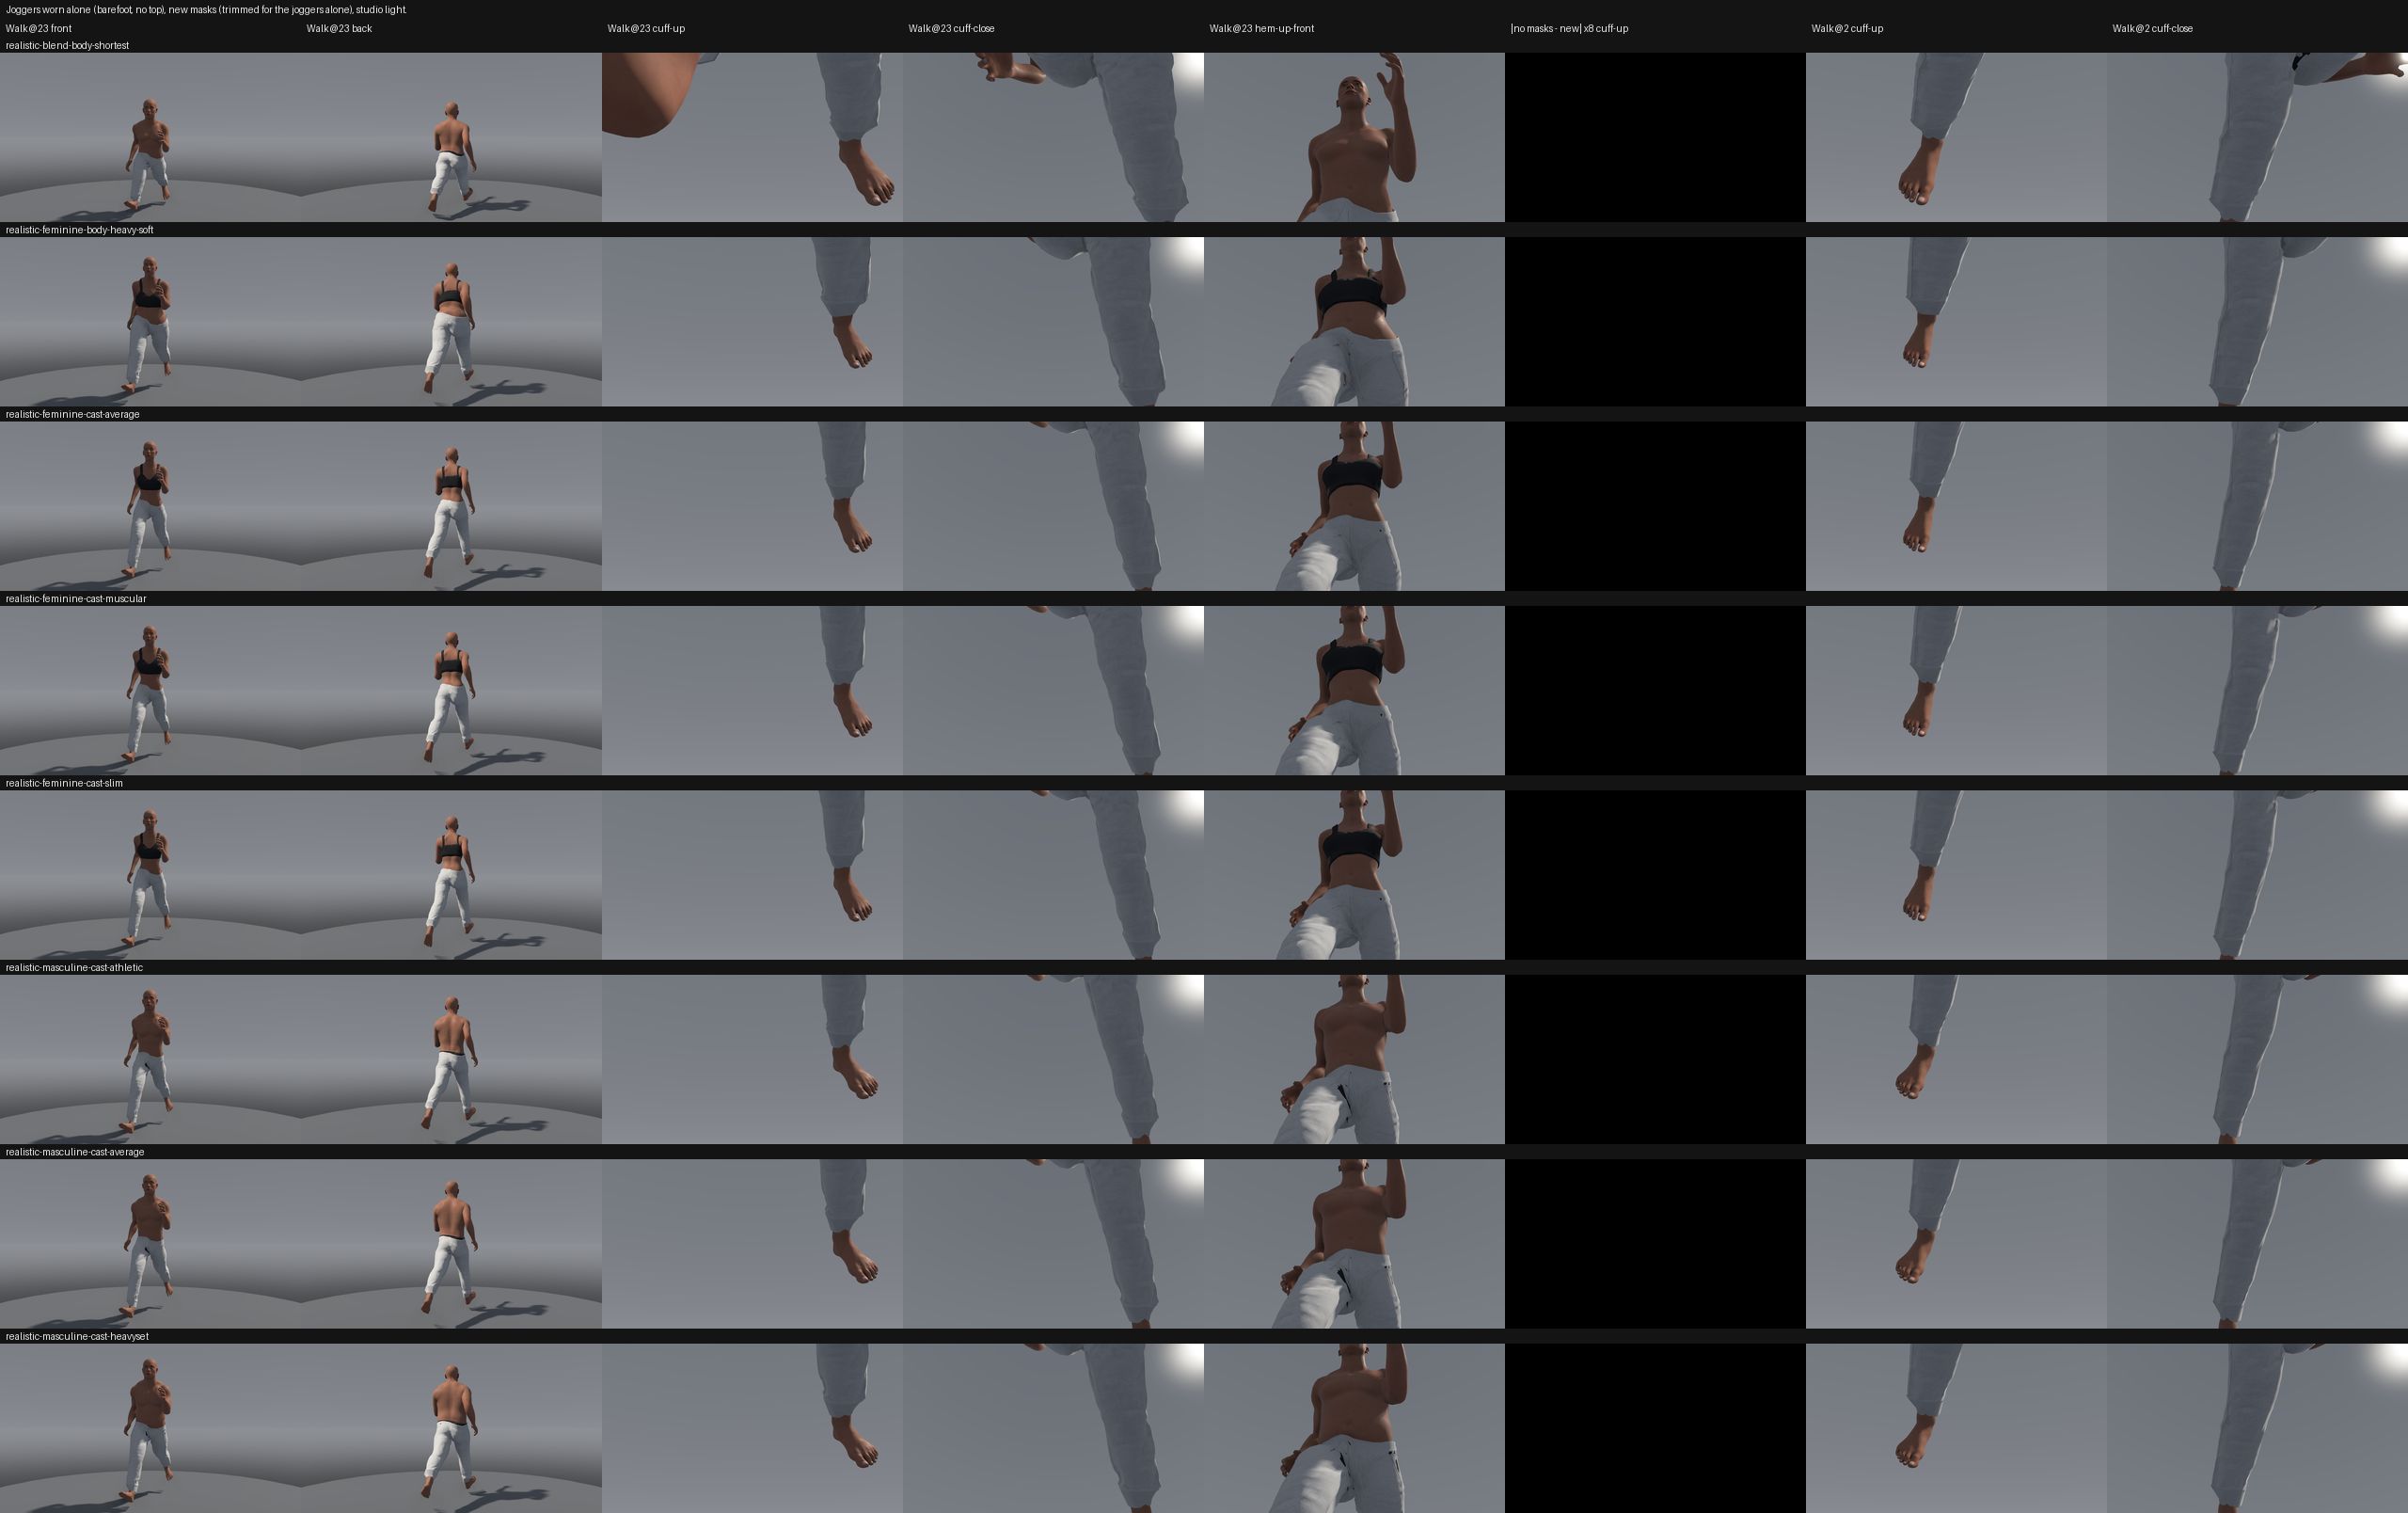 Joggers worn alone (barefoot, no top), new masks (trimmed for the joggers alone), studio light.
Walk@23 front Walk@23 back Walk@23 cuff-up Walk@23 cuff-close Walk@23 hem-up-front |no masks - new| x8 cuff-up Walk@2 cuff-up Walk@2 cuff-close
realistic-blend-body-shortest
realistic-feminine-body-heavy-soft
realistic-feminine-cast-average
realistic-feminine-cast-muscular
realistic-feminine-cast-slim
realistic-masculine-cast-athletic
realistic-masculine-cast-average
realistic-masculine-cast-heavyset